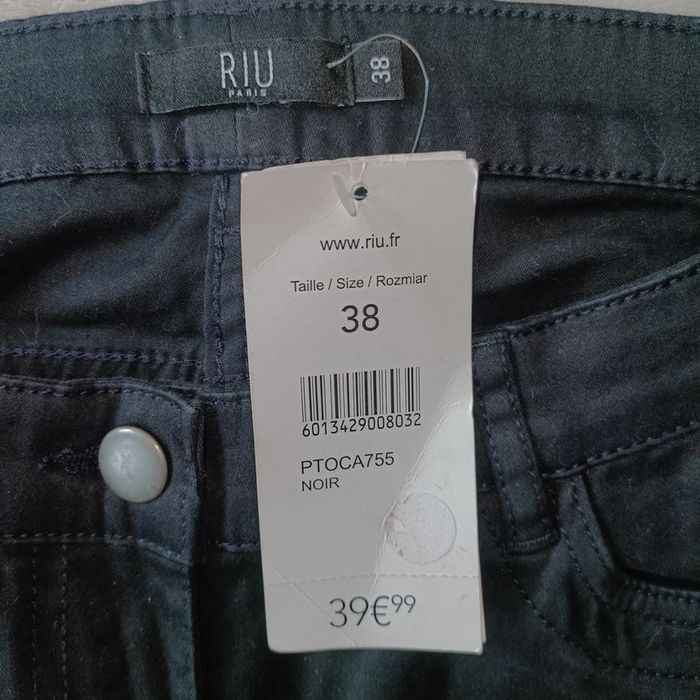 RIU
PARIS
38
www.riu.fr
Taille / Size / Rozmiar
38
6013429008032
PTOCA755
NOIR
39€99